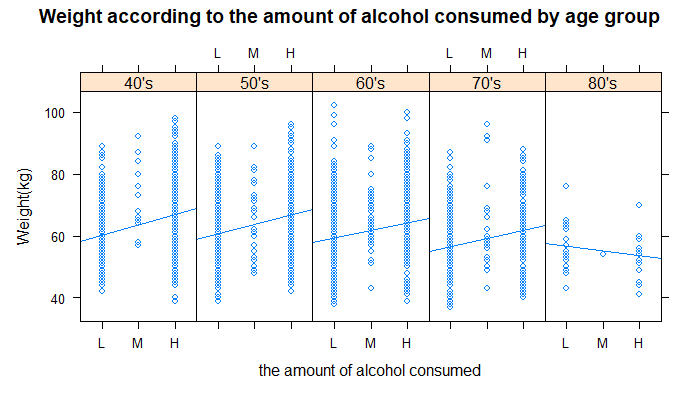 Weight according to the amount of alcohol consumed by age group
L M H L M H
40's 50's 60's 70's 80's
100
80
60
40
Weight(kg)
L M H L M H L M H
the amount of alcohol consumed